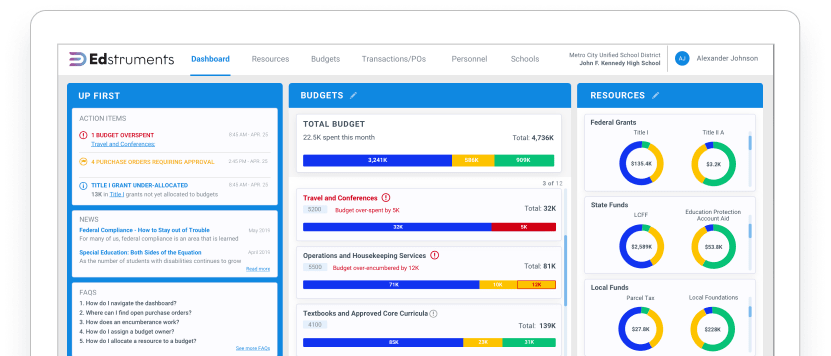 Edstruments
Dashboard
Resources
Budgets
Transactions/POs
Personnel
Schools
Metro City Unified School District
John F. Kennedy High School
AJ
Alexander Johnson
UP FIRST
ACTION ITEMS
1 BUDGET OVERSPENT
8:45 AM - APR. 25
Travel and Conferences
4 PURCHASE ORDERS REQUIRING APPROVAL
3:45 PM - APR. 25
TITLE I GRANT UNDER-ALLOCATED
8:45 AM - APR. 25
13K in Title I grants not yet allocated to budgets
NEWS
Federal Compliance - How to Stay out of Trouble
May 2019
For many of us, federal compliance is an area that is learned
Special Education: Both Sides of the Equation
April 2019
As the number of students with disabilities continues to grow
Read more
FAQS
1. How do I navigate the dashboard?
2. Where can I find open purchase orders?
3. How does an encumberance work?
4. How do I assign a budget owner?
5. How do I allocate a resource to a budget?
See more FAQs
BUDGETS
TOTAL BUDGET
22.5K spent this month
Total: 4,736K
3,241K
586K
909K
3 of 12
Travel and Conferences
5200
Budget over-spent by 5K
Total: 32K
32K
5K
Operations and Housekeeping Services
5500
Budget over-encumbered by 12K
Total: 81K
71K
10K
12K
Textbooks and Approved Core Curricula
4100
Total: 139K
85K
23K
31K
RESOURCES
Federal Grants
Title I
Title II A
$135.4K
$3.2K
State Funds
LCFF
Education Protection
Account Aid
$2,599K
$53.8K
Local Funds
Parcel Tax
Local Foundations
$27.8K
$228K